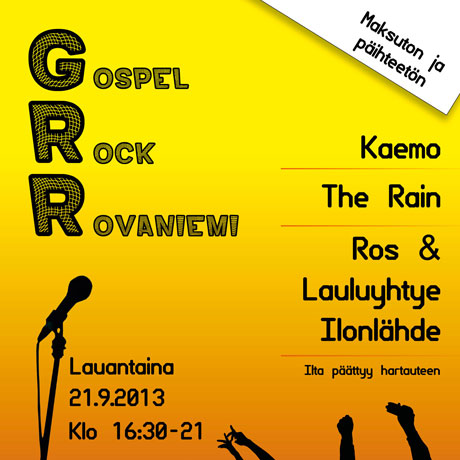 Maksuton ja
päihteetön
GOSPEL
ROCK
ROVANIEMI
Kaemo
The Rain
Ros &
Lauluyhtye
Ilonlähde
Ilta päättyy hartauteen
Lauantaina
21.9.2013
Klo 16:30-21